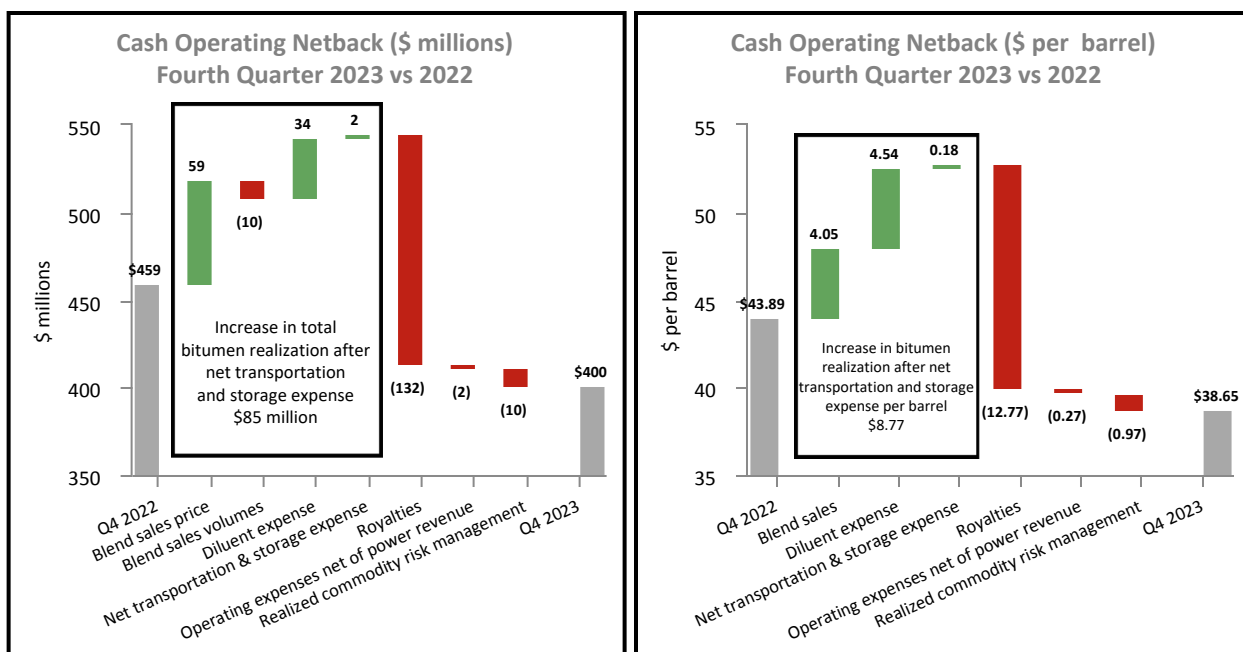 Cash Operating Netback ($ millions)
Fourth Quarter 2023 vs 2022
$ millions
550
500
450
400
350
$459
59
(10)
34
2
(132)
(2)
(10)
$400
Increase in total
bitumen realization after
net transportation
and storage expense
$85 million
Q4 2022
Blend sales price
Blend sales volumes
Diluent expense
Net transportation & storage expense
Royalties
Operating expenses net of power revenue
Realized commodity risk management
Q4 2023
Cash Operating Netback ($ per barrel)
Fourth Quarter 2023 vs 2022
$ per barrel
55
50
45
40
35
$43.89
4.05
4.54
0.18
(12.77)
(0.27)
(0.97)
$38.65
Increase in bitumen
realization after net
transportation and storage
expense per barrel
$8.77
Q4 2022
Blend sales
Diluent expense
Net transportation & storage expense
Royalties
Operating expenses net of power revenue
Realized commodity risk management
Q4 2023